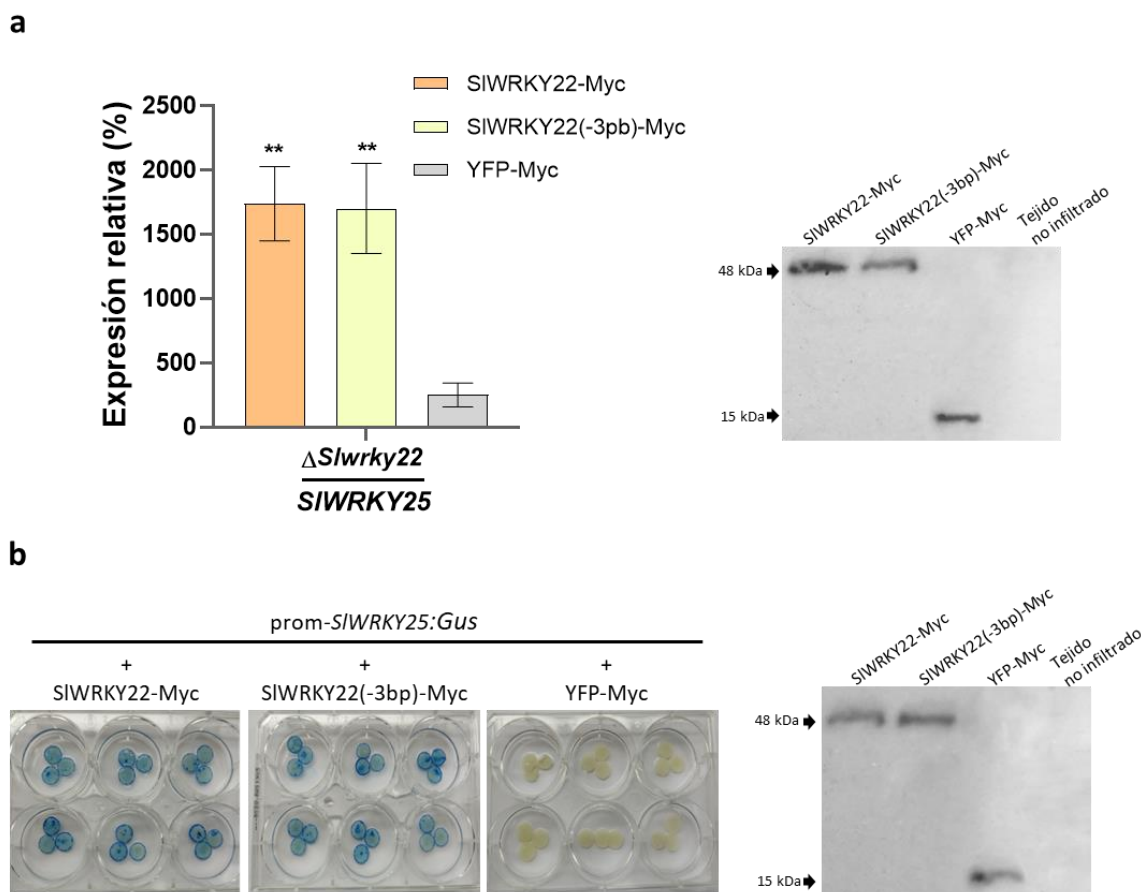 a
SlWRKY22-Myc
SlWRKY22(-3pb)-Myc
YFP-Myc
Expresión relativa (%)
2500
2000
1500
1000
500
0
**
**
ΔSlwrky22
SlWRKY25
SlWRKY22-Myc
SlWRKY22(-3bp)-Myc
YFP-Myc
Tejido
no infiltrado
48 kDa
15 kDa
b
prom-SlWRKY25:Gus
+
+
+
SlWRKY22-Myc
SlWRKY22(-3bp)-Myc
YFP-Myc
SlWRKY22-Myc
SlWRKY22(-3bp)-Myc
YFP-Myc
Tejido
no infiltrado
48 kDa
15 kDa